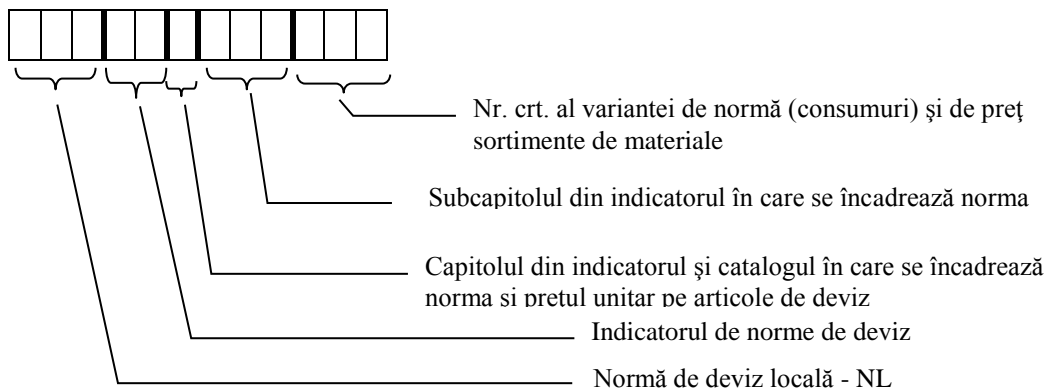 Nr. crt. al variantei de normă (consumuri) şi de preţ
sortimente de materiale
Subcapitolul din indicatorul în care se încadrează norma
Capitolul din indicatorul şi catalogul în care se încadrează
norma si pretul unitar pe articole de deviz
Indicatorul de norme de deviz
Normă de deviz locală - NL